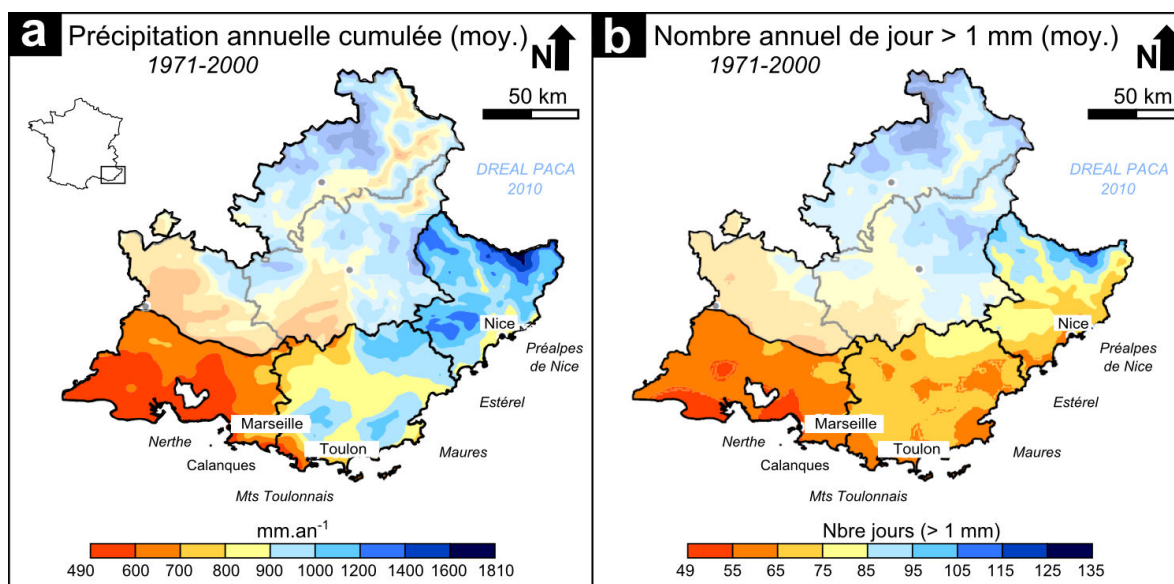 a Précipitation annuelle cumulée (moy.)
1971-2000
N
50 km
DREAL PACA
2010
Nice
Préalpes
de Nice
Estérel
Marseille
Nerthe
Toulon
Maures
Calanques
Mts Toulonnais
mm.an⁻¹
490 600 700 800 900 1000 1200 1400 1600 1810
b Nombre annuel de jour > 1 mm (moy.)
1971-2000
N
50 km
DREAL PACA
2010
Nice
Préalpes
de Nice
Estérel
Marseille
Nerthe
Toulon
Maures
Calanques
Mts Toulonnais
Nbre jours (> 1 mm)
49 55 65 75 85 95 105 115 125 135